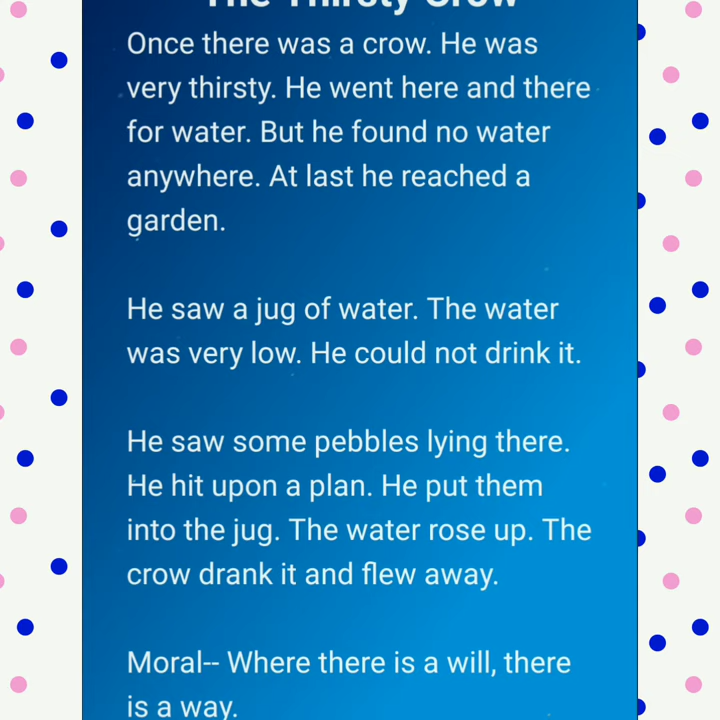 The Thirsty Crow
Once there was a crow. He was
very thirsty. He went here and there
for water. But he found no water
anywhere. At last he reached a
garden.
He saw a jug of water. The water
was very low. He could not drink it.
He saw some pebbles lying there.
He hit upon a plan. He put them
into the jug. The water rose up. The
crow drank it and flew away.
Moral-- Where there is a will, there
is a way.